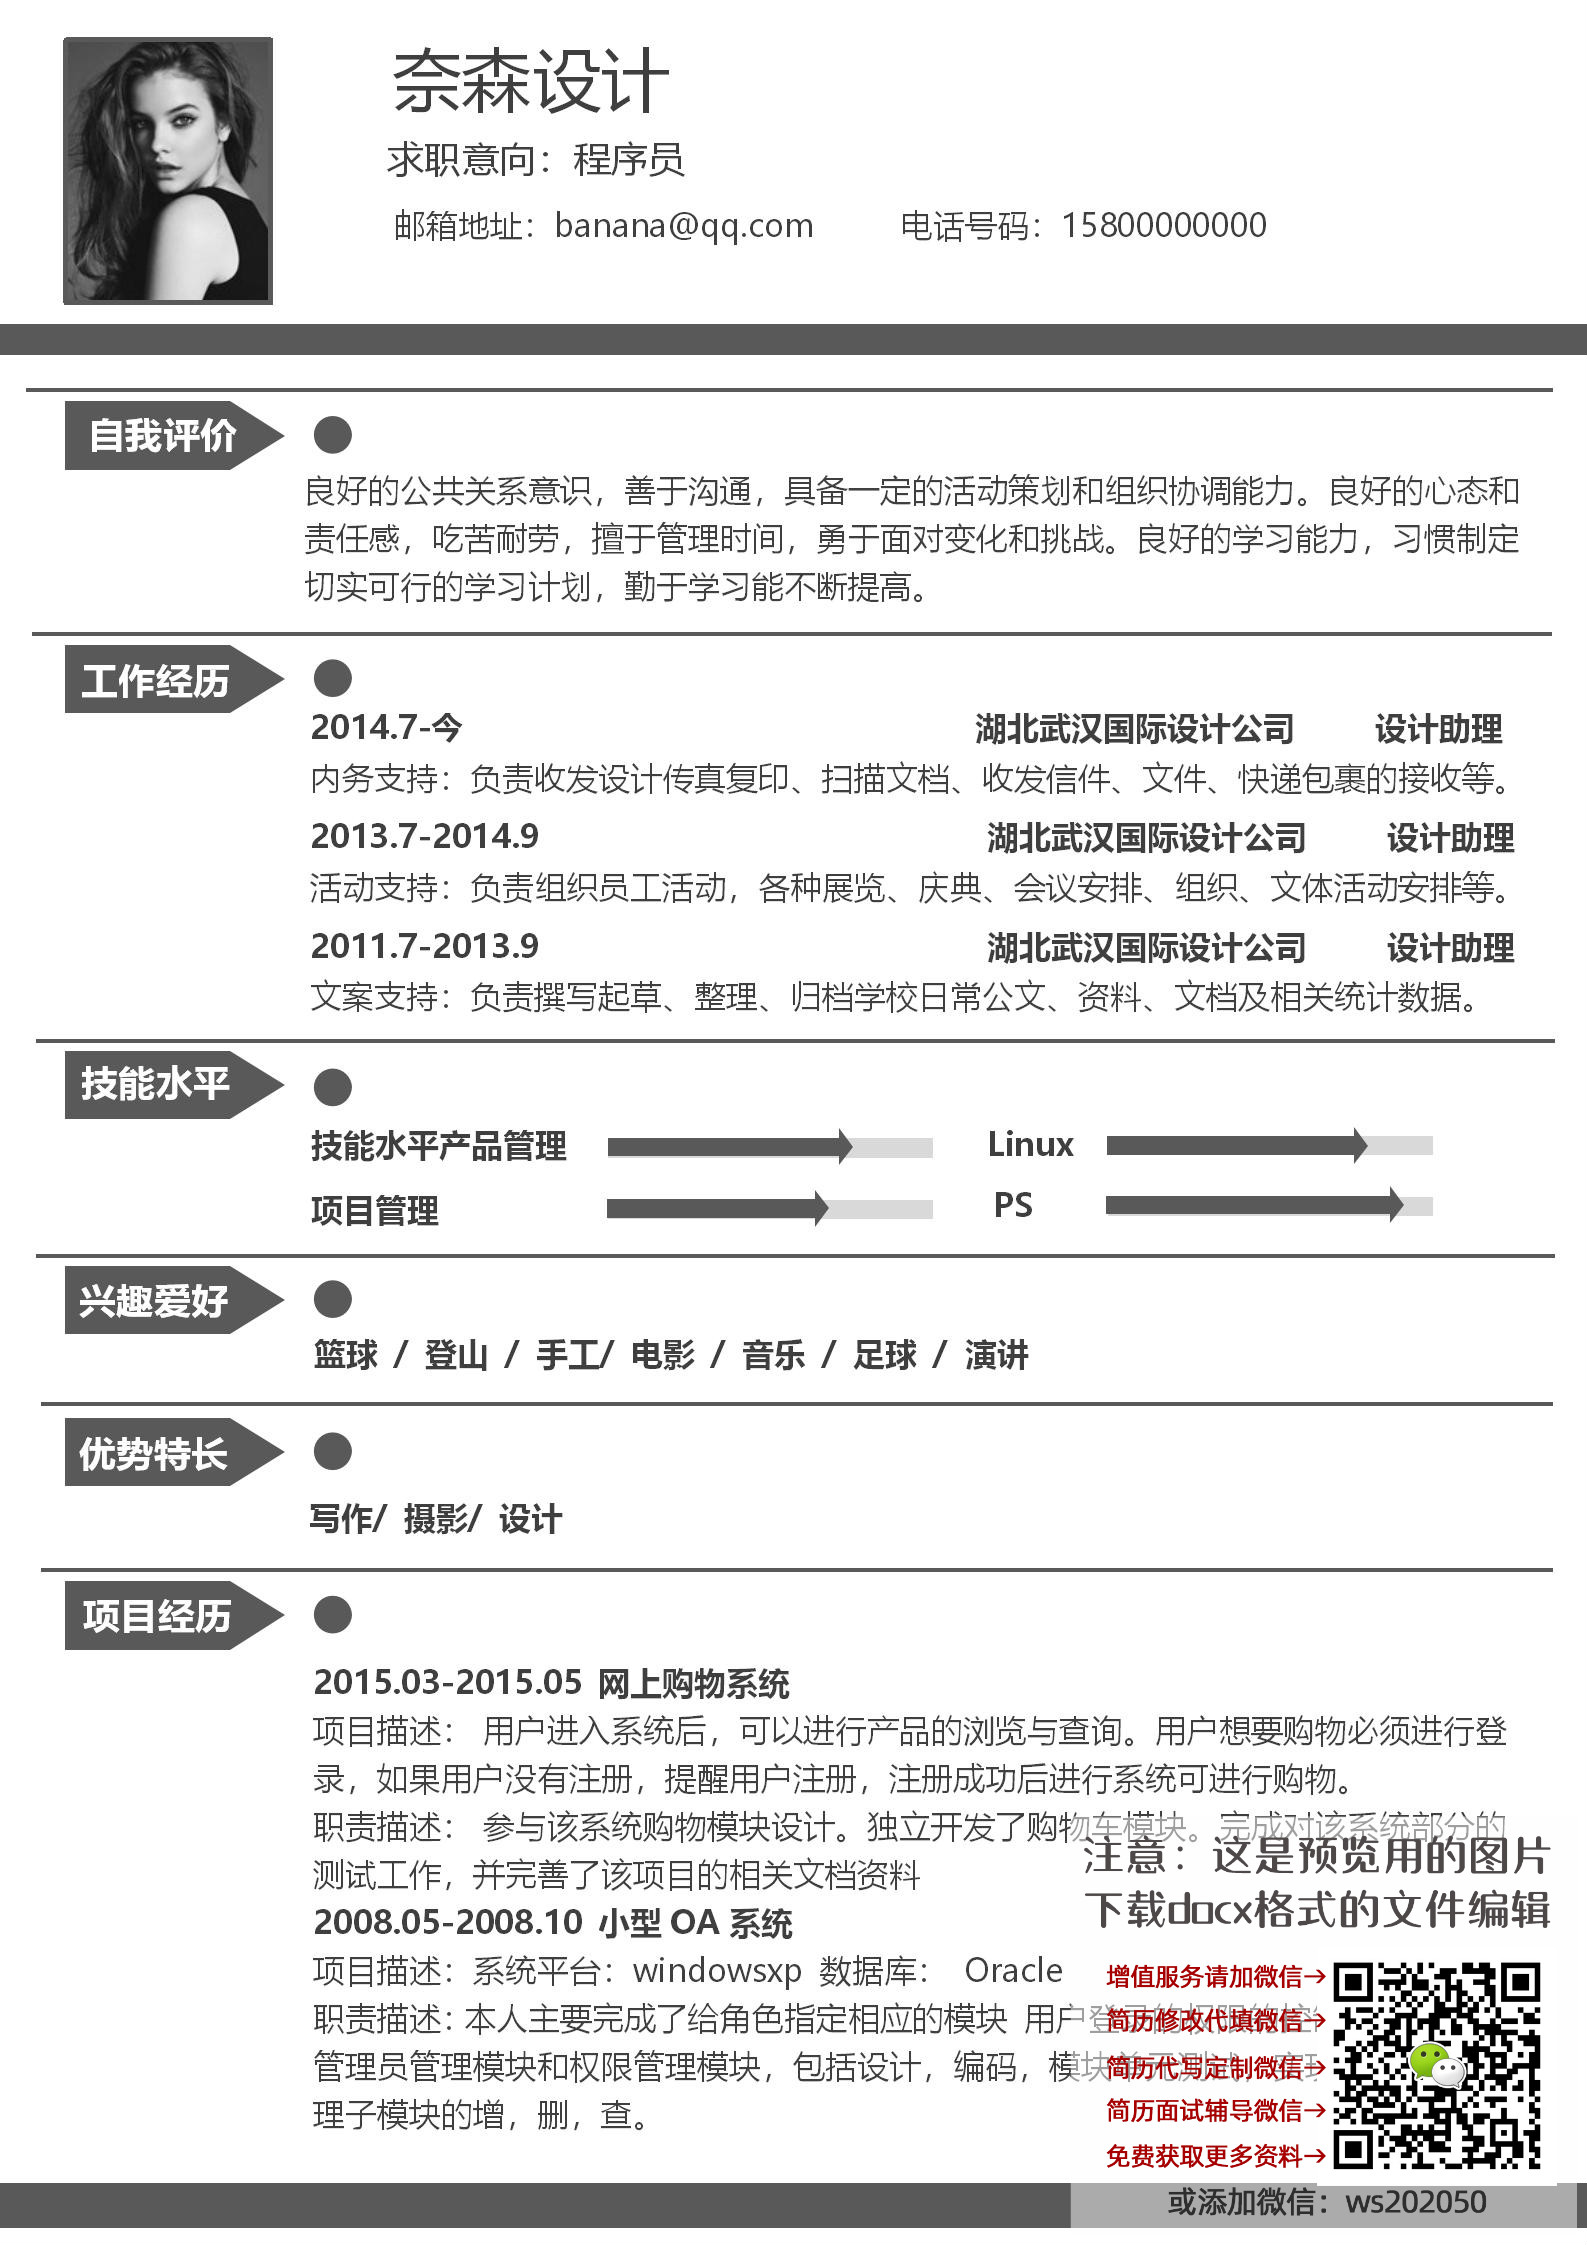 奈森设计
求职意向：程序员
邮箱地址：banana@qq.com 电话号码：15800000000
自我评价
良好的公共关系意识，善于沟通，具备一定的活动策划和组织协调能力。良好的心态和
责任感，吃苦耐劳，擅于管理时间，勇于面对变化和挑战。良好的学习能力，习惯制定
切实可行的学习计划，勤于学习能不断提高。
工作经历
2014.7-今 湖北武汉国际设计公司 设计助理
内务支持：负责收发设计传真复印、扫描文档、收发信件、文件、快递包裹的接收等。
2013.7-2014.9 湖北武汉国际设计公司 设计助理
活动支持：负责组织员工活动，各种展览、庆典、会议安排、组织、文体活动安排等。
2011.7-2013.9 湖北武汉国际设计公司 设计助理
文案支持：负责撰写起草、整理、归档学校日常公文、资料、文档及相关统计数据。
技能水平
技能水平产品管理 Linux
项目管理 PS
兴趣爱好
篮球 / 登山 / 手工/ 电影 / 音乐 / 足球 / 演讲
优势特长
写作/ 摄影/ 设计
项目经历
2015.03-2015.05 网上购物系统
项目描述： 用户进入系统后，可以进行产品的浏览与查询。用户想要购物必须进行登
录，如果用户没有注册，提醒用户注册，注册成功后进行系统可进行购物。
职责描述： 参与该系统购物模块设计。独立开发了购物车模块。完成对该系统部分的
测试工作，并完善了该项目的相关文档资料
2008.05-2008.10 小型 OA 系统
项目描述：系统平台：windowsxp 数据库： Oracle
职责描述：本人主要完成了给角色指定相应的模块 用户登录的权限的控
管理员管理模块和权限管理模块，包括设计，编码，模块单元测试，实现
理子模块的增，删，查。
注意：这是预览用的图片
下载docx格式的文件编辑
增值服务请加微信→
简历修改代填微信→
简历代写定制微信→
简历面试辅导微信→
免费获取更多资料→
或添加微信：ws202050